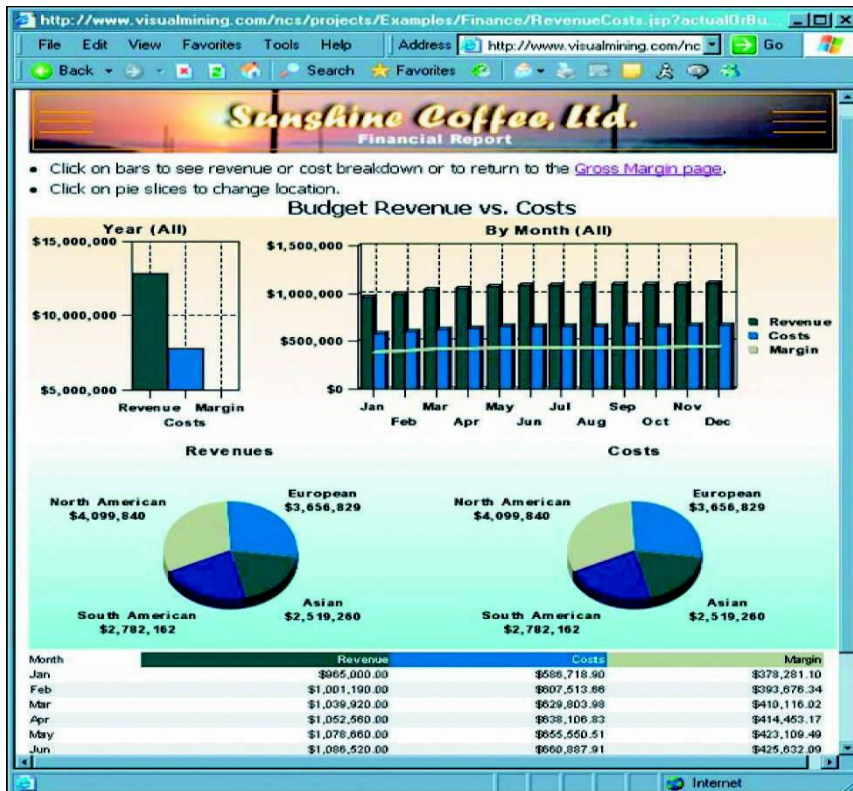 http://www.visualmining.com/ncs/projects/Examples/Finance/RevenueCosts.jsp?actualOrBu...
File Edit View Favorites Tools Help Address http://www.visualmining.com/nc Go
Back Search Favorites
Sunshine Coffee, Ltd.
Financial Report
• Click on bars to see revenue or cost breakdown or to return to the Gross Margin page.
• Click on pie slices to change location.
Budget Revenue vs. Costs
Year (All)
$15,000,000
$10,000,000
$5,000,000
Revenue Margin
Costs
By Month (All)
$1,500,000
$1,000,000
$500,000
$0
Jan Mar May Jul Sep Nov
Feb Apr Jun Aug Oct Dec
Revenue
Costs
Margin
Revenues
North American
$4,099,840
European
$3,656,829
South American
$2,782,162
Asian
$2,519,260
Costs
North American
$4,099,840
European
$3,656,829
South American
$2,782,162
Asian
$2,519,260
Month Revenue Costs Margin
Jan $965,000.00 $586,718.90 $378,281.10
Feb $1,001,190.00 $607,513.66 $393,676.34
Mar $1,039,920.00 $629,803.98 $410,116.02
Apr $1,052,560.00 $638,106.83 $414,453.17
May $1,078,660.00 $655,550.51 $423,109.49
Jun $1,086,520.00 $660,887.91 $425,632.09
Internet